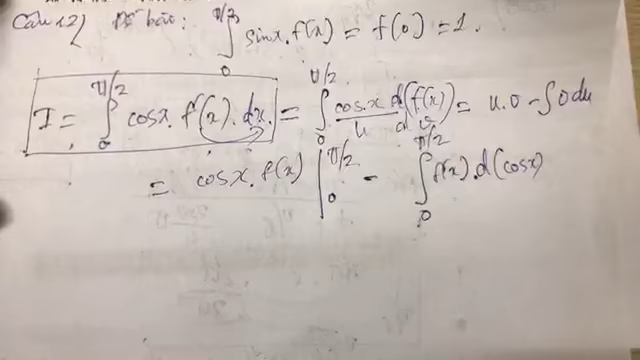 Câu 12) Đề bài: ∫₀^{π/2} sinx.f(x) = f(0) = 1.
I = ∫₀^{π/2} cosx. f'(x). dx. = ∫₀^{π/2} cosx d(f(x)) = u.v - ∫ v du
u dv
= cosx. f(x) |₀^{π/2} - ∫₀^{π/2} f(x).d(cosx)